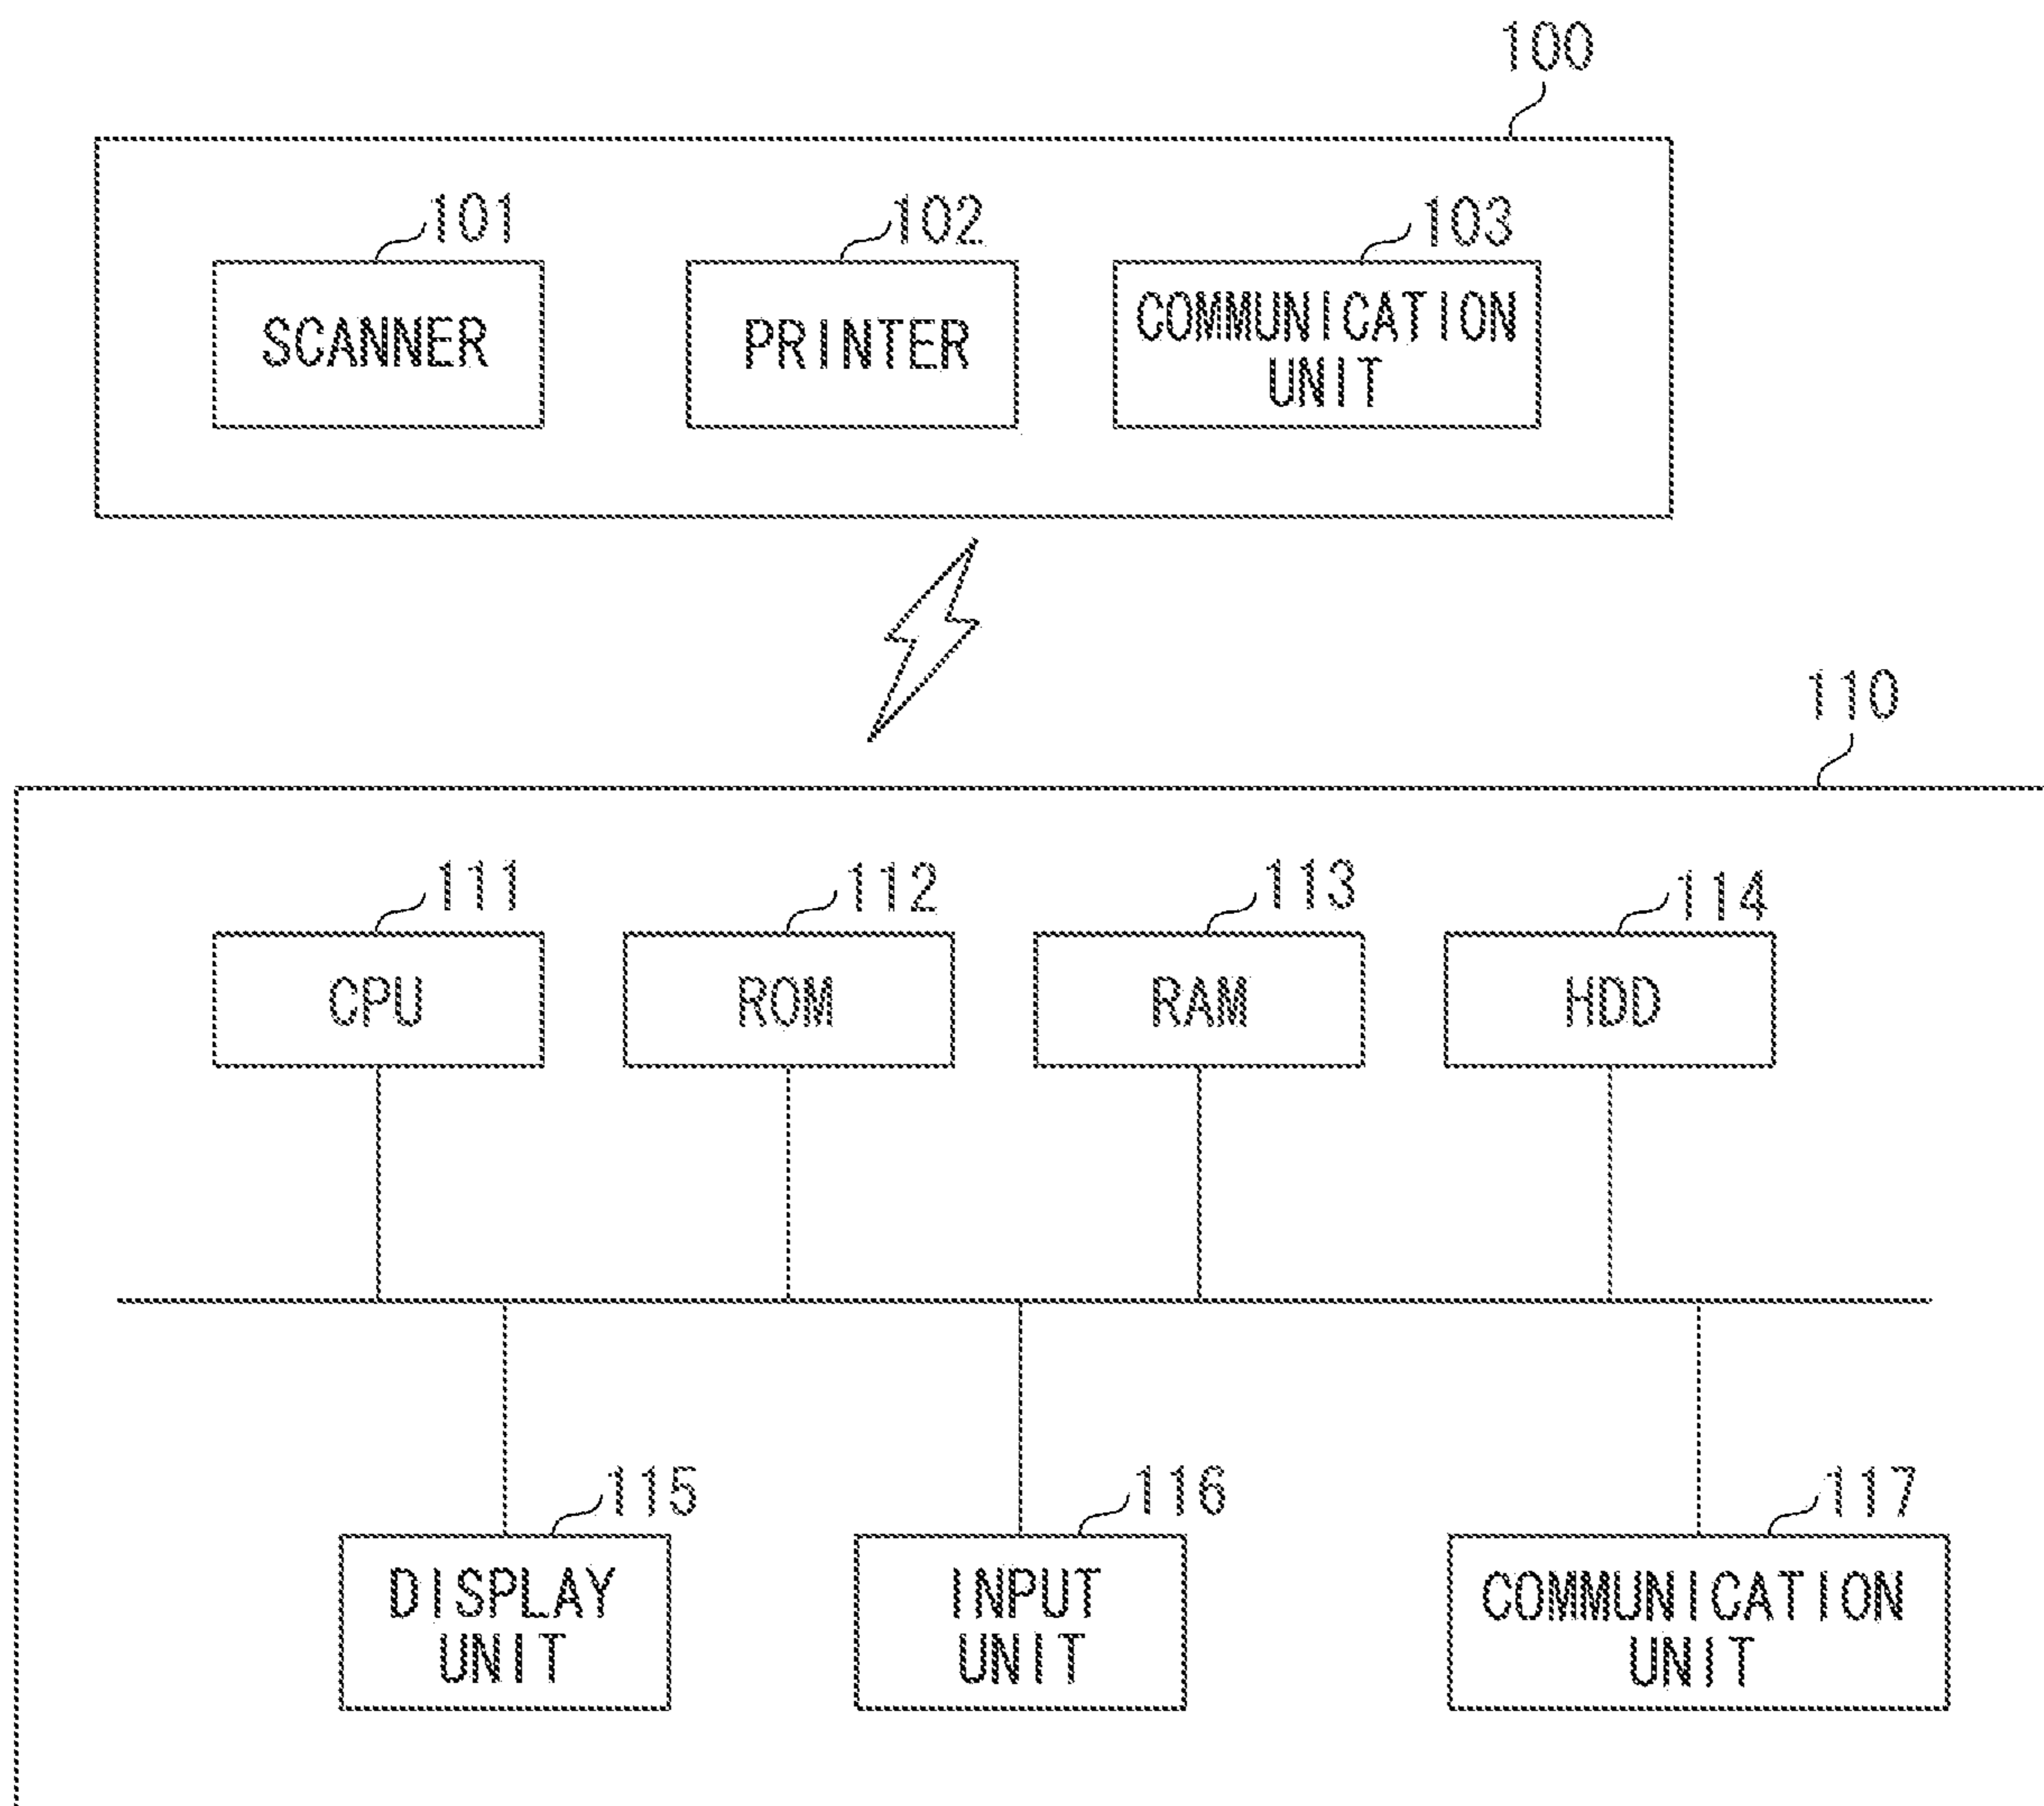 100
101
102
103
SCANNER
PRINTER
COMMUNICATION
UNIT
110
111
112
113
114
CPU
ROM
RAM
HDD
115
116
117
DISPLAY
UNIT
INPUT
UNIT
COMMUNICATION
UNIT